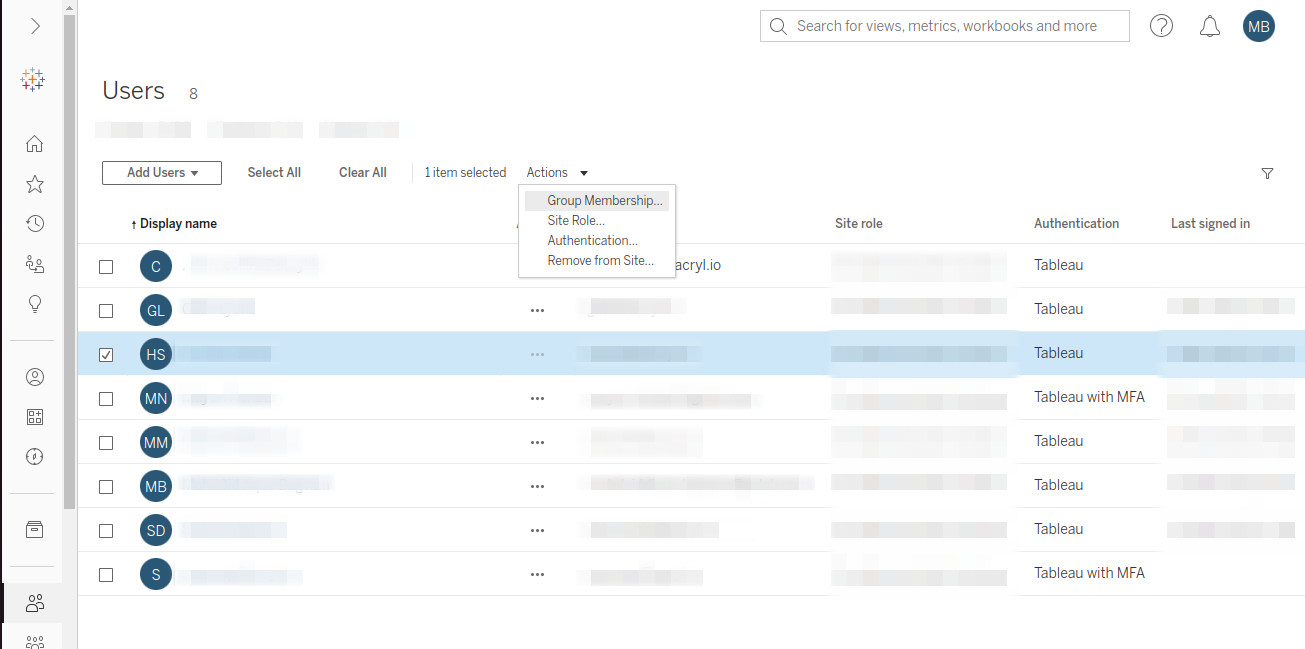 Search for views, metrics, workbooks and more
MB
Users 8
Add Users Select All Clear All 1 item selected Actions
Group Membership...
Site Role...
Authentication...
Remove from Site...
↑ Display name Site role Authentication Last signed in
C acryl.io Tableau
GL Tableau
HS Tableau
MN Tableau with MFA
MM Tableau
MB Tableau
SD Tableau
S Tableau with MFA